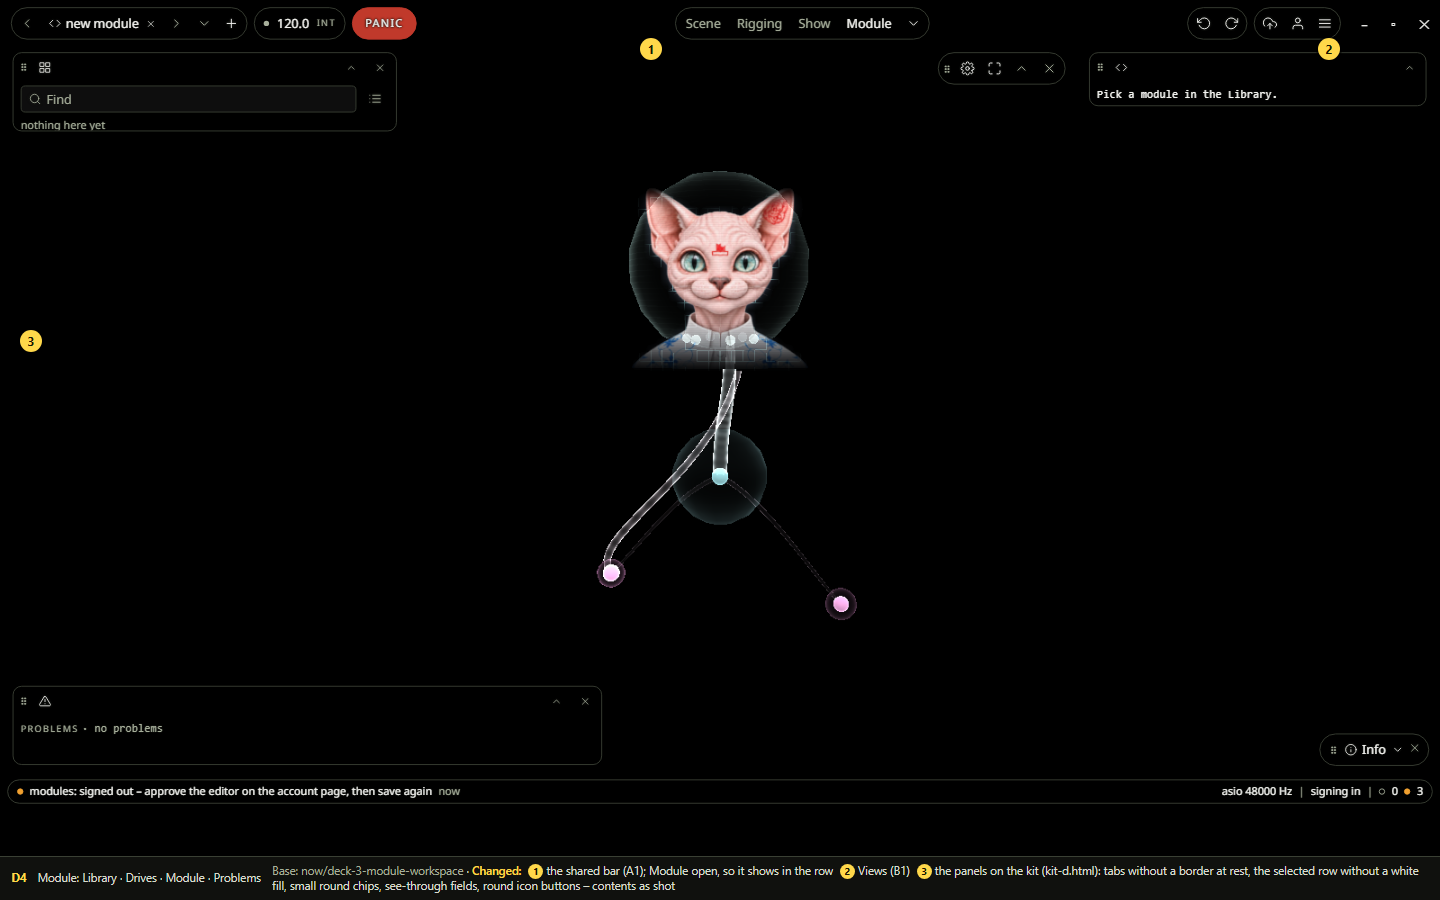 new module
120.0 INT
PANIC
Scene Rigging Show Module
1
2
Find
nothing here yet
Pick a module in the Library.
3
PROBLEMS · no problems
Info
modules: signed out – approve the editor on the account page, then save again now
asio 48000 Hz | signing in | 0 3
D4 Module: Library · Drives · Module · Problems
Base: now/deck-3-module-workspace · Changed: 1 the shared bar (A1); Module open, so it shows in the row 2 Views (B1) 3 the panels on the kit (kit-d.html): tabs without a border at rest, the selected row without a white
fill, small round chips, see-through fields, round icon buttons – contents as shot